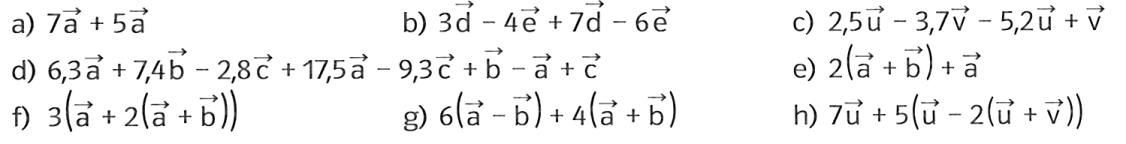 a) 7a⃗ + 5a⃗ b) 3d⃗ − 4e⃗ + 7d⃗ − 6e⃗ c) 2,5u⃗ − 3,7v⃗ − 5,2u⃗ + v⃗
d) 6,3a⃗ + 7,4b⃗ − 2,8c⃗ + 17,5a⃗ − 9,3c⃗ + b⃗ − a⃗ + c⃗ e) 2(a⃗ + b⃗) + a⃗
f) 3(a⃗ + 2(a⃗ + b⃗)) g) 6(a⃗ − b⃗) + 4(a⃗ + b⃗) h) 7u⃗ + 5(u⃗ − 2(u⃗ + v⃗))